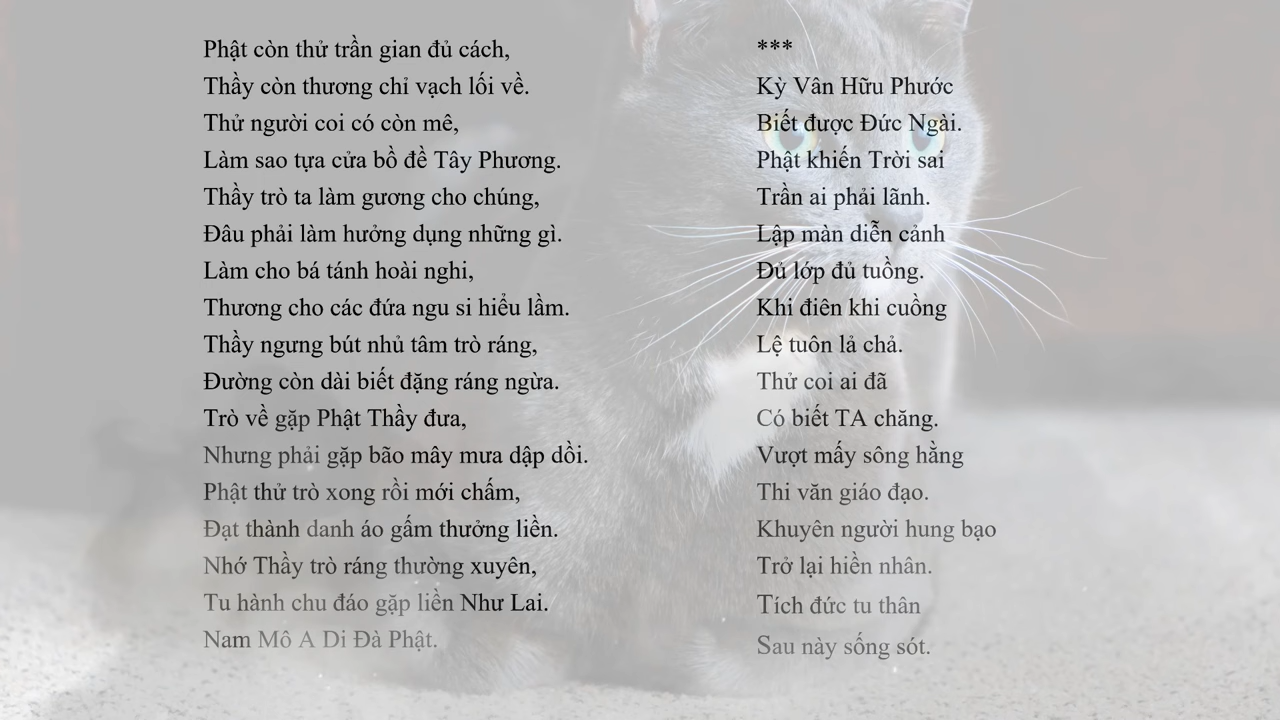 Phật còn thử trần gian đủ cách,
Thầy còn thương chỉ vạch lối về.
Thử người coi có còn mê,
Làm sao tựa cửa bồ đề Tây Phương.
Thầy trò ta làm gương cho chúng,
Đâu phải làm hưởng dụng những gì.
Làm cho bá tánh hoài nghi,
Thương cho các đứa ngu si hiểu lầm.
Thầy ngưng bút nhủ tâm trò ráng,
Đường còn dài biết đặng ráng ngừa.
Trò về gặp Phật Thầy đưa,
Nhưng phải gặp bão mây mưa dập dồi.
Phật thử trò xong rồi mới chấm,
Đạt thành danh áo gấm thưởng liền.
Nhớ Thầy trò ráng thường xuyên,
Tu hành chu đáo gặp liền Như Lai.
Nam Mô A Di Đà Phật.
***
Kỳ Vân Hữu Phước
Biết được Đức Ngài.
Phật khiến Trời sai
Trần ai phải lãnh.
Lập màn diễn cảnh
Đủ lớp đủ tuồng.
Khi điên khi cuồng
Lệ tuôn lả chả.
Thử coi ai đã
Có biết TA chăng.
Vượt mấy sông hằng
Thi văn giáo đạo.
Khuyên người hung bạo
Trở lại hiền nhân.
Tích đức tu thân
Sau này sống sót.